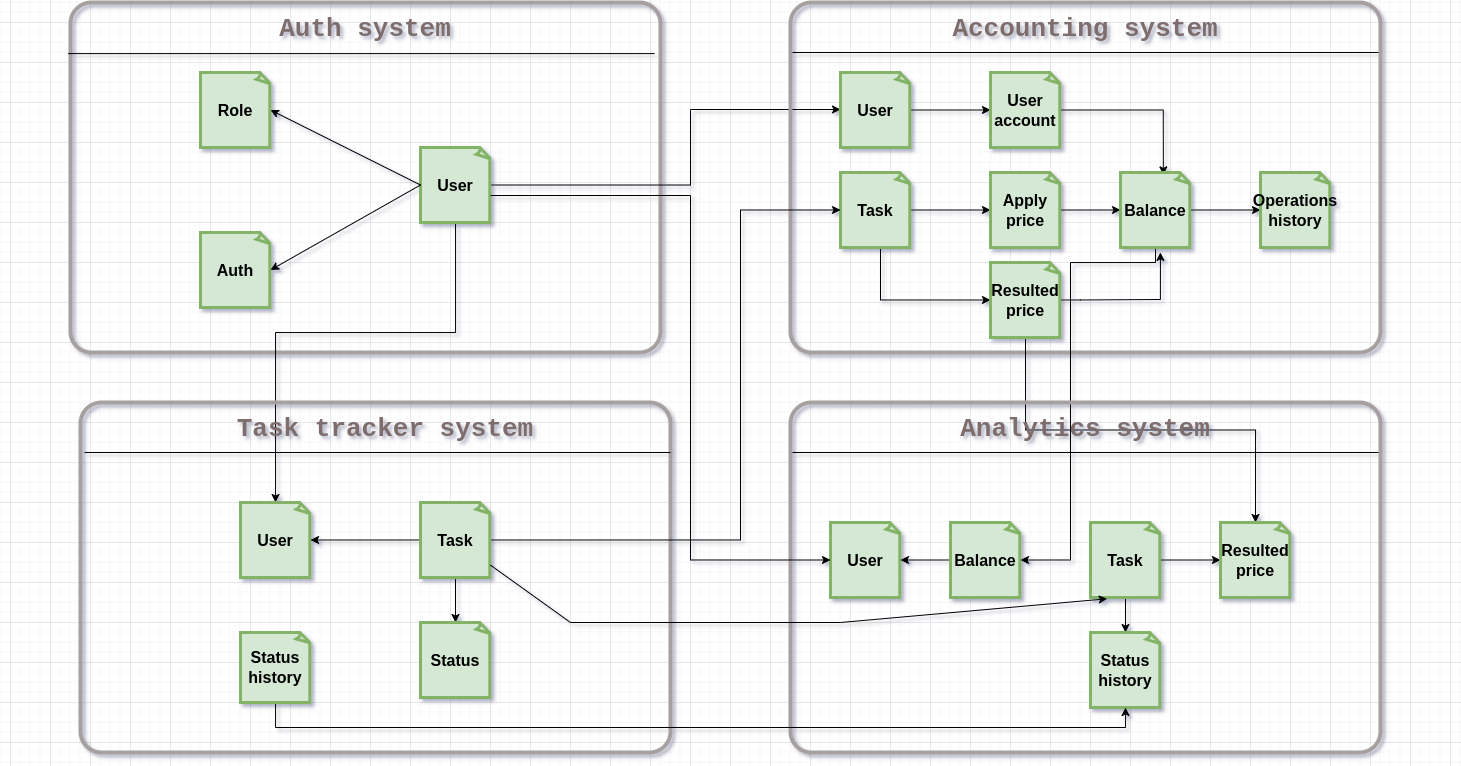 Auth system
Role
User
Auth
Accounting system
User
User
account
Task
Apply
price
Balance
Operations
history
Resulted
price
Task tracker system
User
Task
Status
history
Status
Analytics system
User
Balance
Task
Resulted
price
Status
history